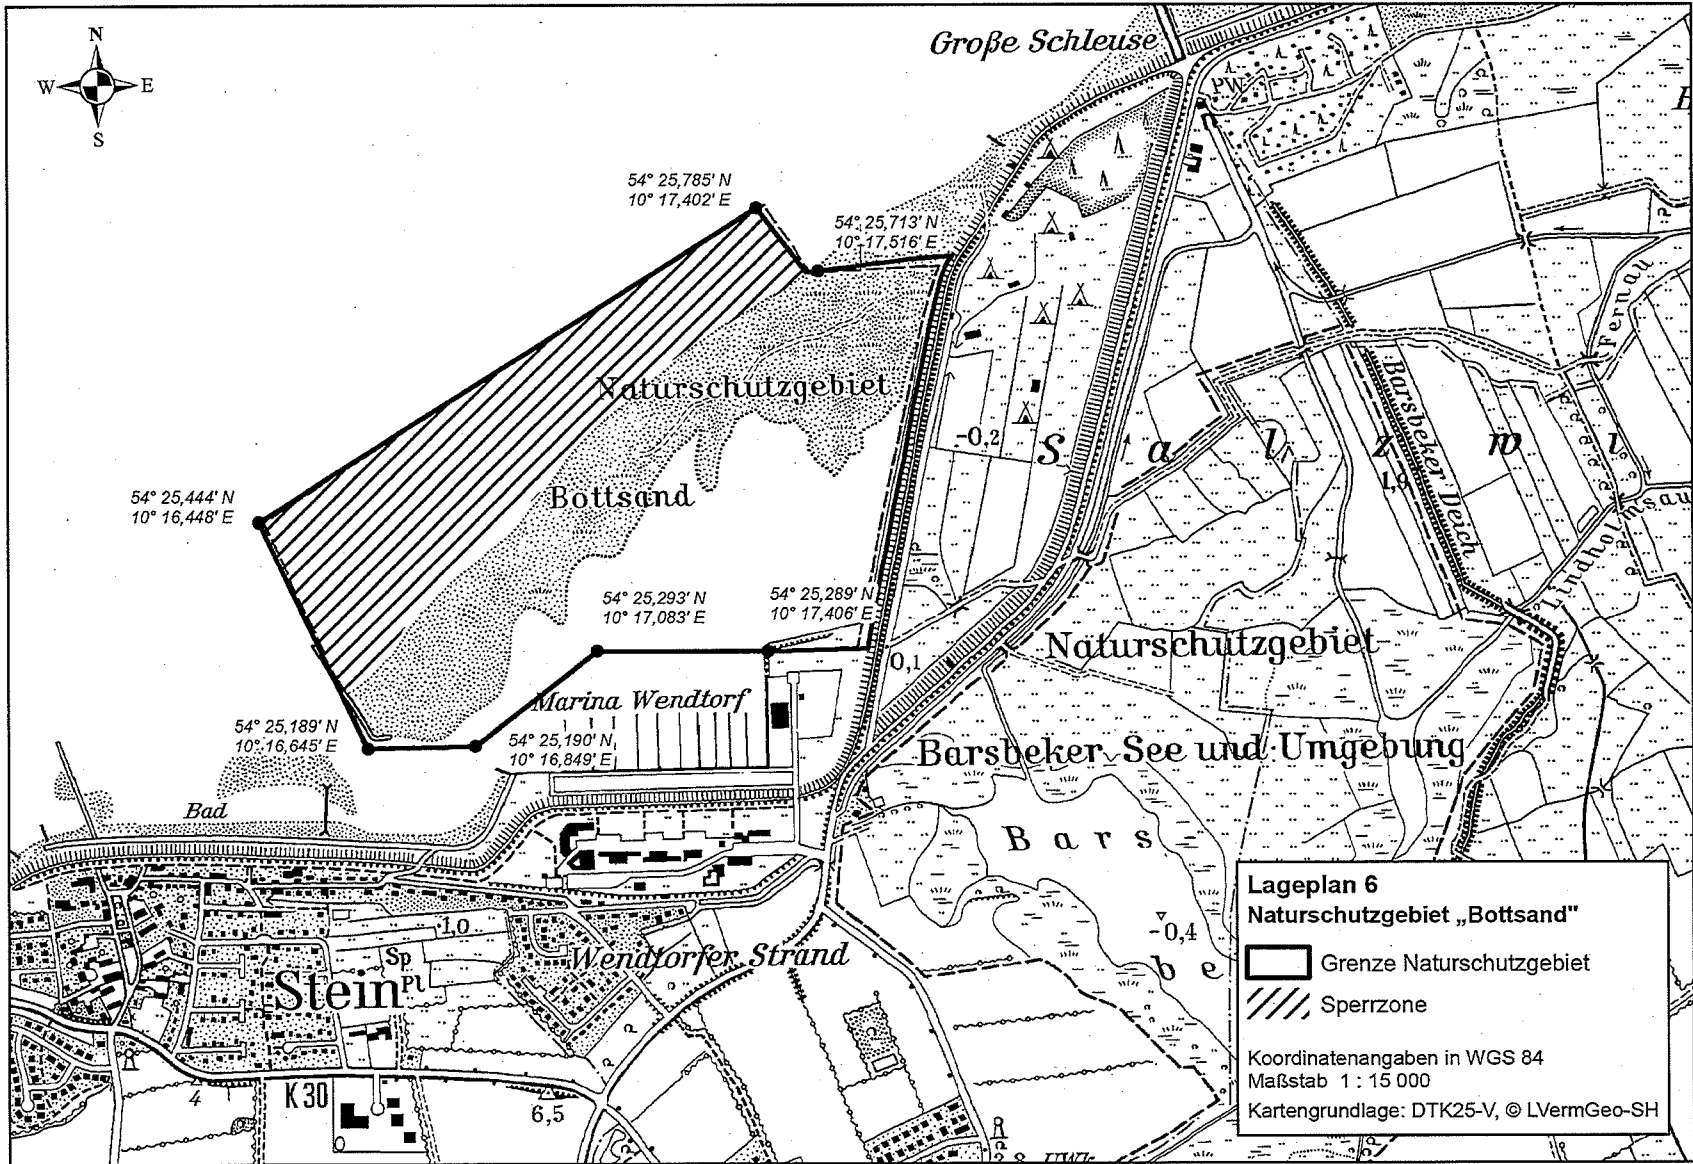 N
W
E
S
Große Schleuse
PW
54° 25,785' N
10° 17,402' E
54° 25,713' N
10° 17,516' E
Fernau
Naturschutzgebiet
Barsbeker Deich
-0,2
S a l z w
1,9
Bottsand
54° 25,444' N
10° 16,448' E
Lindholmsau
54° 25,293' N
10° 17,083' E
54° 25,289' N
10° 17,406' E
Naturschutzgebiet
0,1
Marina Wendtorf
54° 25,189' N
10° 16,645' E
54° 25,190' N
10° 16,849' E
Barsbeker See und Umgebung
Bad
Bars
-0,4
be
1,0
Sp
Pl
Stein
Wendtorfer Strand
K 30
4
6,5
Lageplan 6
Naturschutzgebiet „Bottsand"
Grenze Naturschutzgebiet
Sperrzone
Koordinatenangaben in WGS 84
Maßstab 1 : 15 000
Kartengrundlage: DTK25-V, © LVermGeo-SH